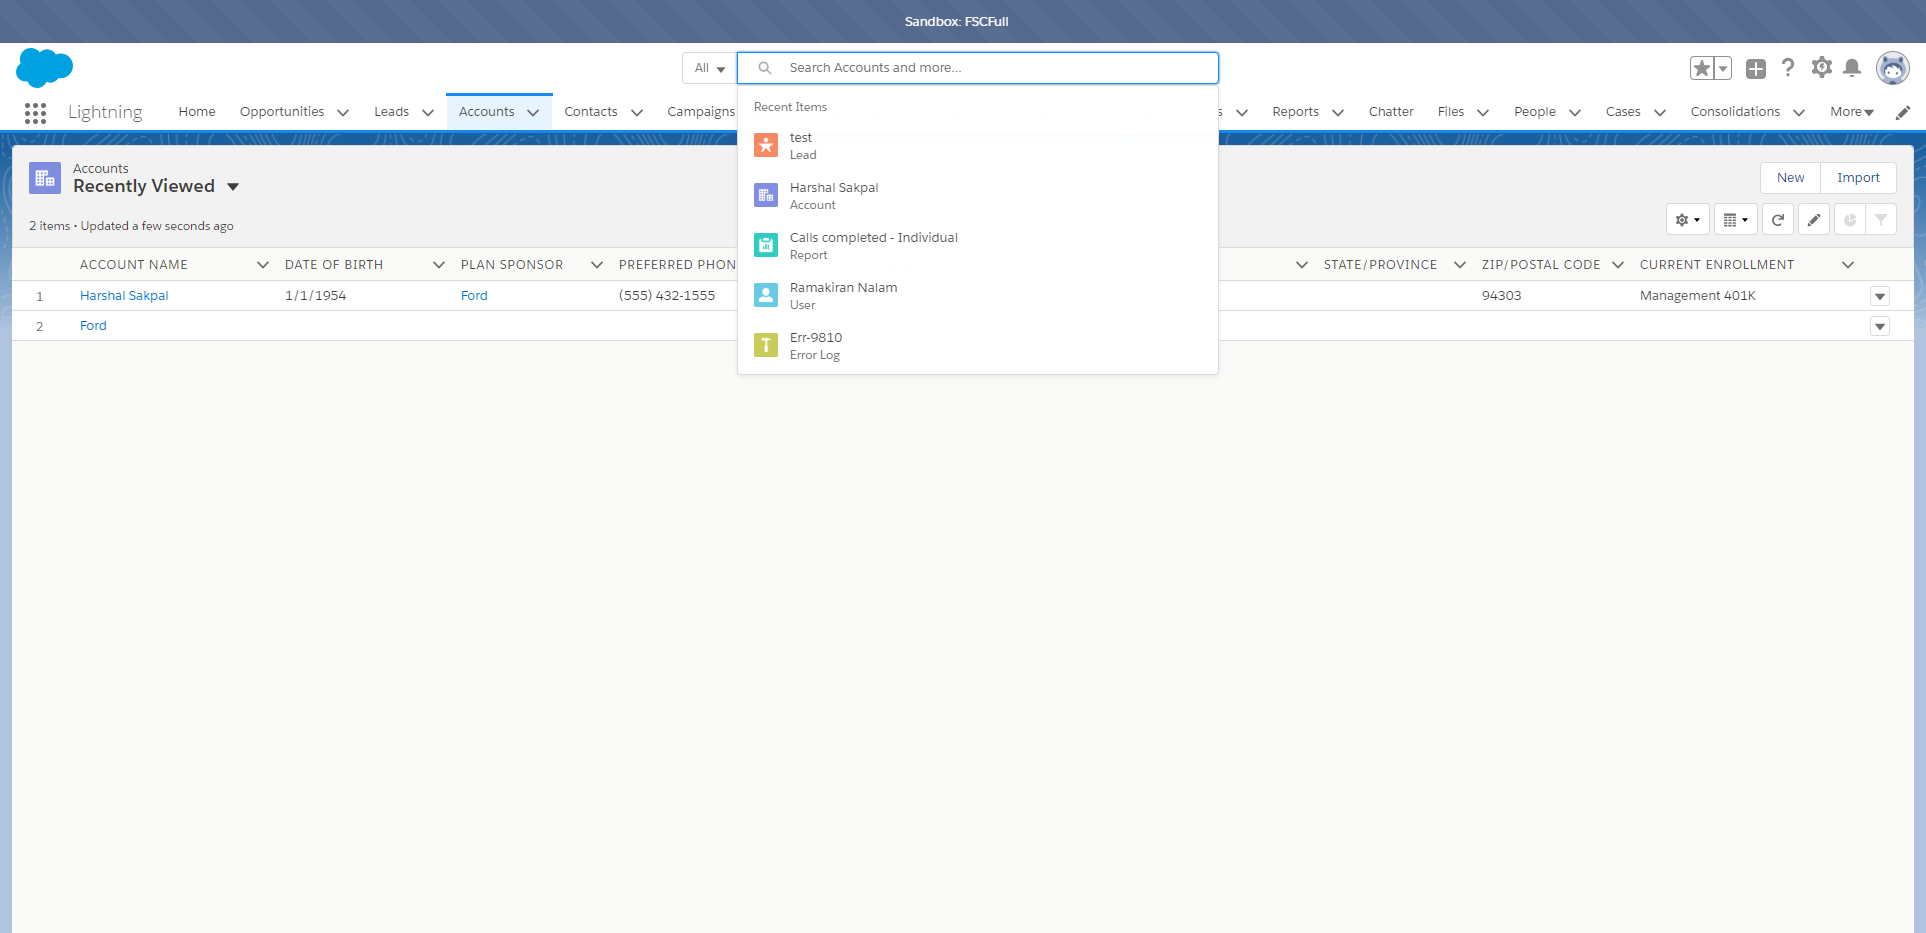 Sandbox: FSCFull
All
Search Accounts and more...
Lightning
Home
Opportunities
Leads
Accounts
Contacts
Campaigns
Reports
Chatter
Files
People
Cases
Consolidations
More
Recent Items
test
Lead
Harshal Sakpal
Account
Calls completed - Individual
Report
Ramakiran Nalam
User
Err-9810
Error Log
Accounts
Recently Viewed
New
Import
2 items • Updated a few seconds ago
ACCOUNT NAME
DATE OF BIRTH
PLAN SPONSOR
PREFERRED PHON
STATE/PROVINCE
ZIP/POSTAL CODE
CURRENT ENROLLMENT
1
Harshal Sakpal
1/1/1954
Ford
(555) 432-1555
94303
Management 401K
2
Ford